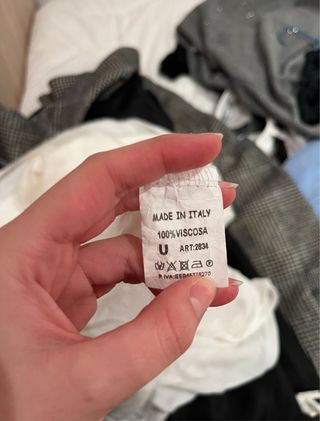 MADE IN ITALY
100%VISCOSA
U ART:2834